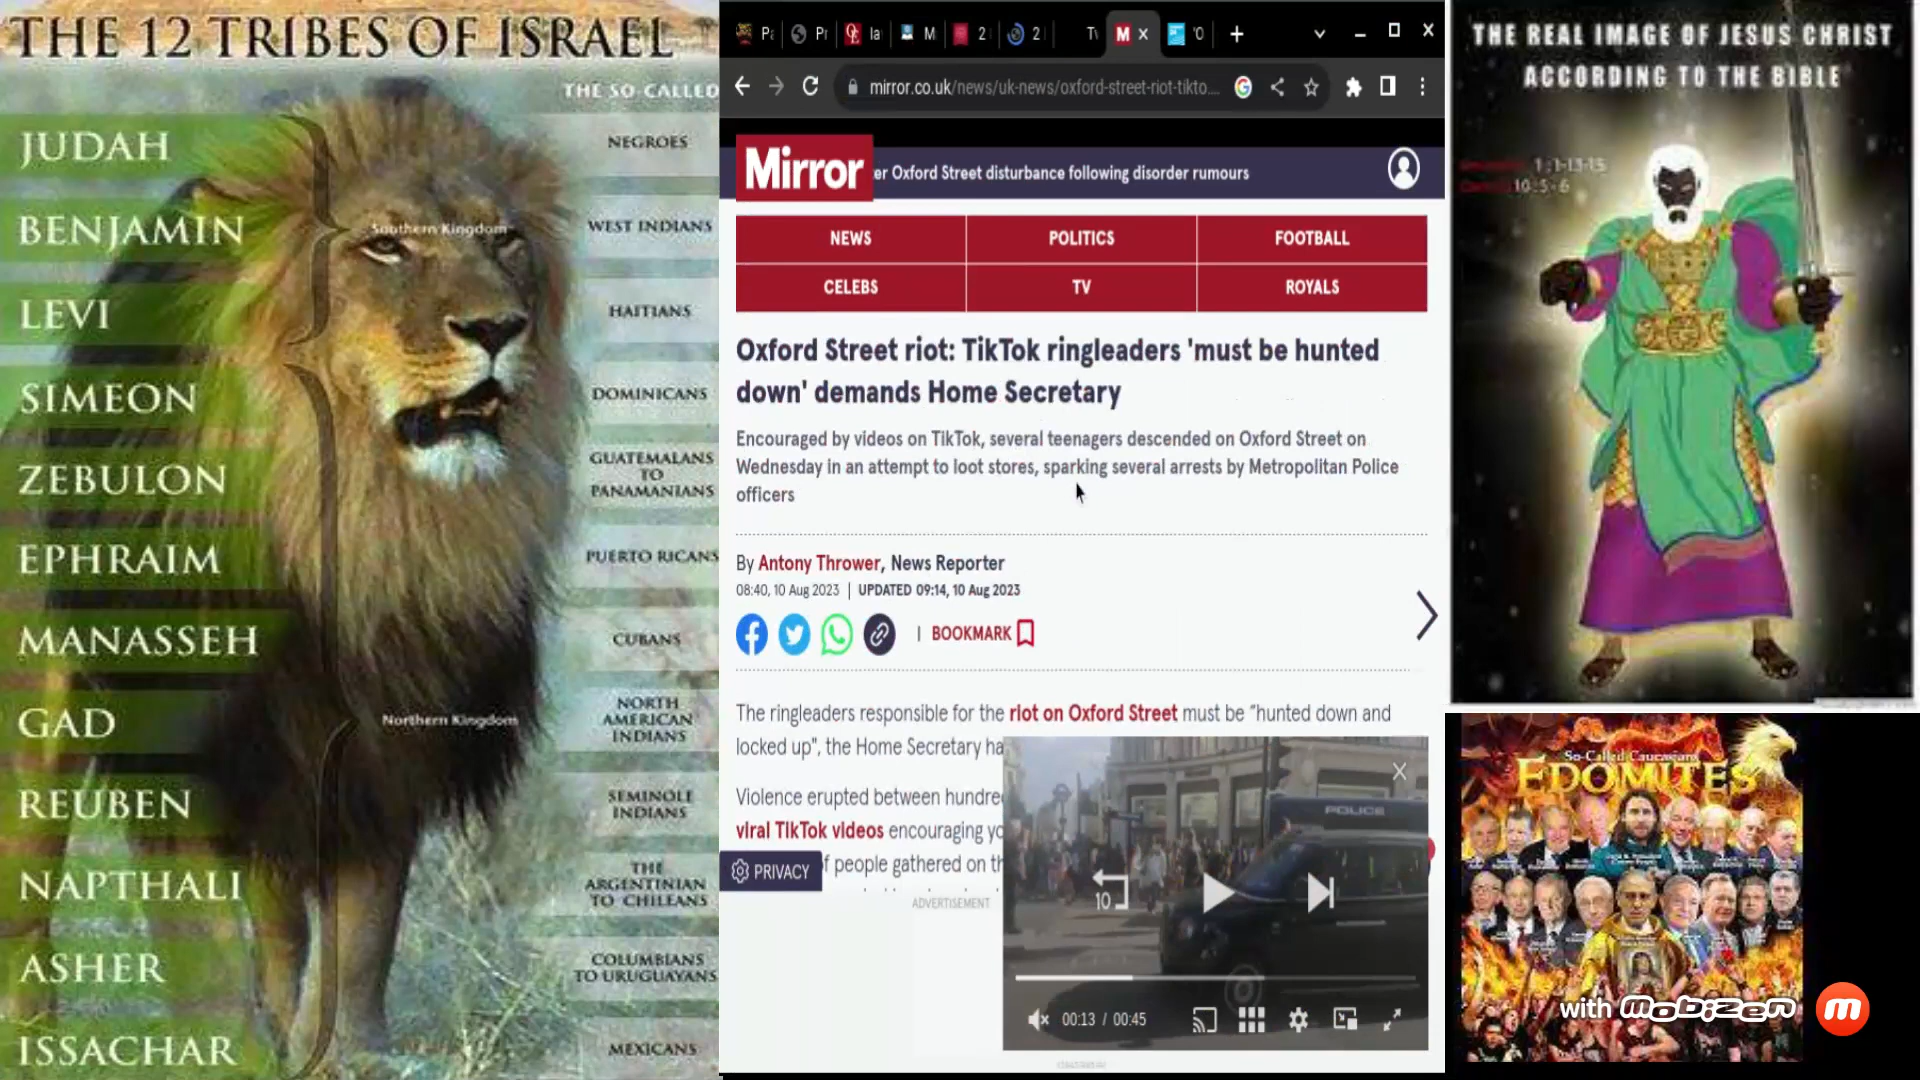 THE 12 TRIBES OF ISRAEL
THE SO-CALLED
JUDAH
NEGROES
BENJAMIN
WEST INDIANS
Southern Kingdom
LEVI
HAITIANS
SIMEON
DOMINICANS
ZEBULON
GUATEMALANS
TO
PANAMANIANS
EPHRAIM
PUERTO RICANS
MANASSEH
CUBANS
GAD
NORTH
AMERICAN
INDIANS
Northern Kingdom
REUBEN
SEMINOLE
INDIANS
NAPTHALI
THE
ARGENTINIAN
TO CHILEANS
ASHER
COLUMBIANS
TO URUGUAYANS
ISSACHAR
MEXICANS
mirror.co.uk/news/uk-news/oxford-street-riot-tikto...
Mirror
er Oxford Street disturbance following disorder rumours
NEWS
POLITICS
FOOTBALL
CELEBS
TV
ROYALS
Oxford Street riot: TikTok ringleaders 'must be hunted
down' demands Home Secretary
Encouraged by videos on TikTok, several teenagers descended on Oxford Street on
Wednesday in an attempt to loot stores, sparking several arrests by Metropolitan Police
officers
By Antony Thrower, News Reporter
08:40, 10 Aug 2023 | UPDATED 09:14, 10 Aug 2023
| BOOKMARK
The ringleaders responsible for the riot on Oxford Street must be “hunted down and
locked up", the Home Secretary ha
Violence erupted between hundre
viral TikTok videos encouraging yo
f people gathered on th
PRIVACY
ADVERTISEMENT
POLICE
10
00:13 / 00:45
THE REAL IMAGE OF JESUS CHRIST
ACCORDING TO THE BIBLE
1:1-13-15
10:5-6
So-Called Caucasians
EDOMITES
with mobizen